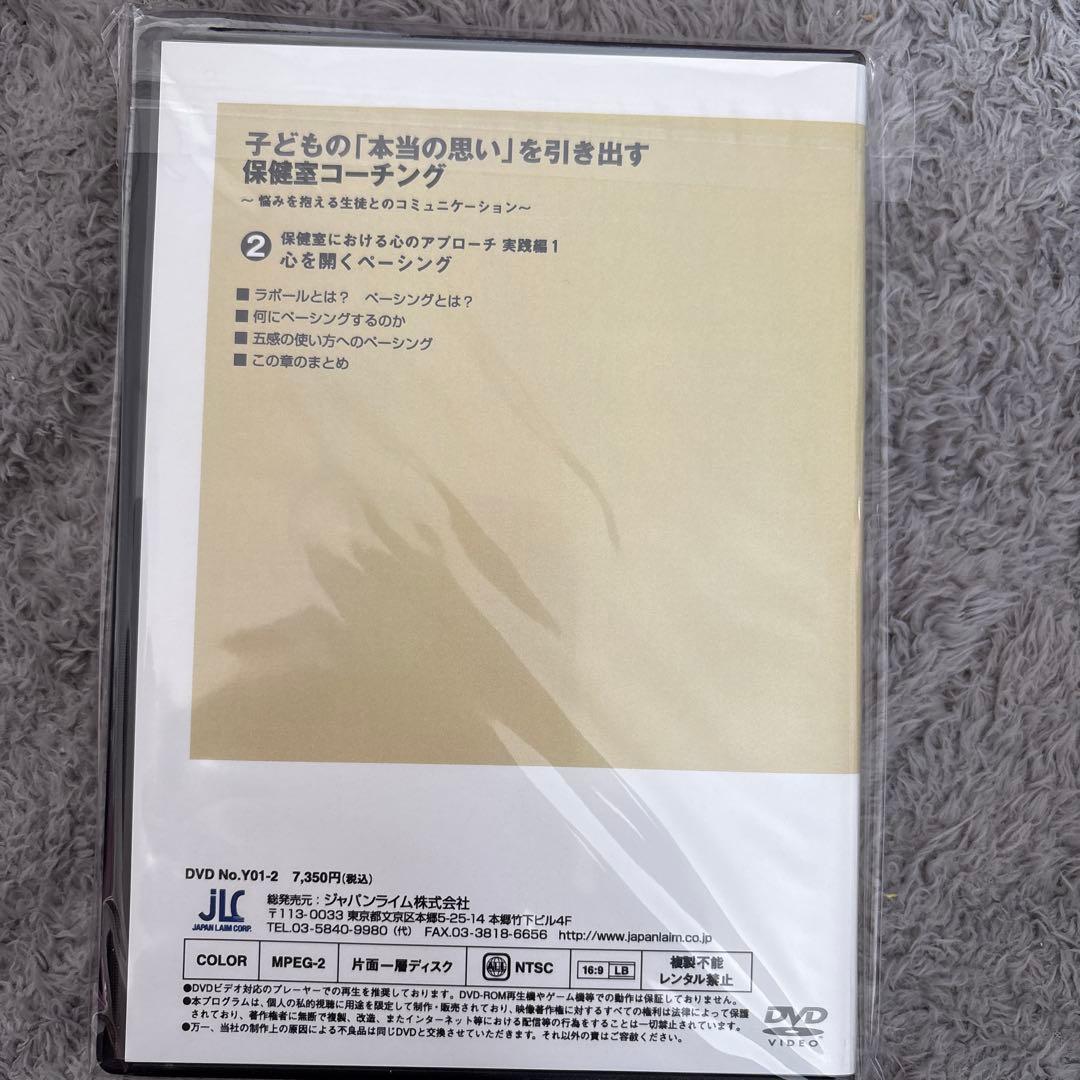 子どもの「本当の思い」を引き出す
保健室コーチング
～ 悩みを抱える生徒とのコミュニケーション～
② 保健室における心のアプローチ 実践編1
心を開くペーシング
■ ラポールとは？　ペーシングとは？
■ 何にペーシングするのか
■ 五感の使い方へのペーシング
■ この章のまとめ
DVD No.Y01-2 7,350円(税込)
JLC
JAPAN LAIM CORP.
総発売元：ジャパンライム株式会社
〒113-0033 東京都文京区本郷5-25-14 本郷竹下ビル4F
TEL.03-5840-9980（代） FAX.03-3818-6656 http://www.japanlaim.co.jp
COLOR MPEG-2 片面一層ディスク ALL NTSC 16:9 LB 複製不能
レンタル禁止
●DVDビデオ対応のプレーヤーでの再生を推奨しております。DVD-ROM再生機やゲーム機等での動作は保証しておりません。
●本プログラムは、個人の私的視聴に用途を限定して制作・販売されており、映像著作権に対するすべての権利は法律によって保護
されており、著作権者に無断で複製、改造、またインターネット等における配信等の行為をすることは一切禁止されています。
●万一、当社の制作上の原因による不良品は同じDVDと交換させていただきます。それ以外の責はご容赦ください。
DVD
VIDEO